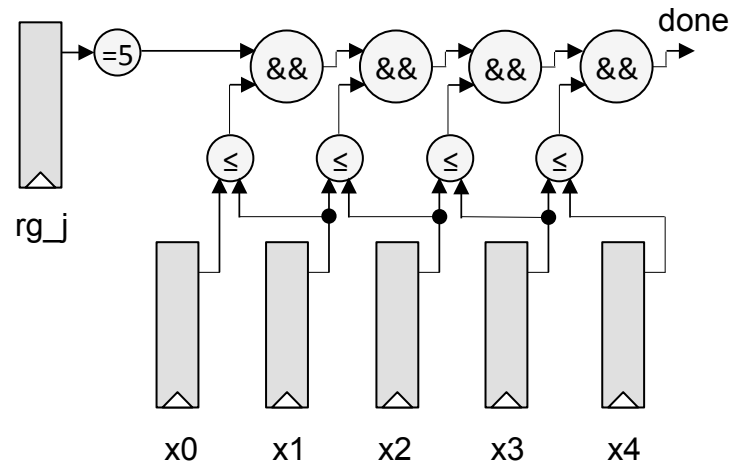 done
=5
&& && && &&
≤ ≤ ≤ ≤
rg_j
x0 x1 x2 x3 x4